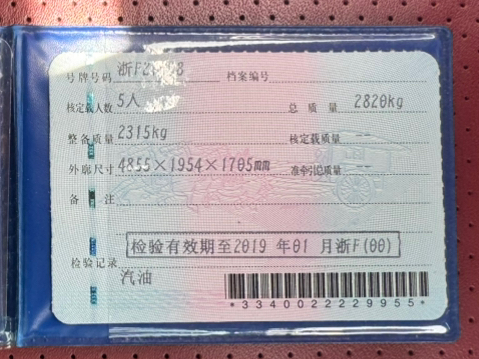 号牌号码 浙F2 8 档案编号
核定载人数 5人 总质量 2820kg
整备质量 2315kg 核定载质量 --
外廓尺寸 4855×1954×1705mm 准牵引总质量 --
备注
检验有效期至2019 年01 月浙F(00)
检验记录
汽油
*3340022229955*